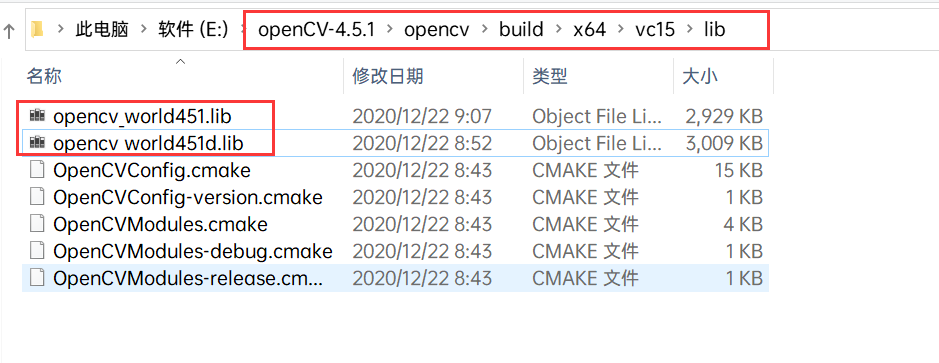 此电脑 › 软件 (E:) › openCV-4.5.1 › opencv › build › x64 › vc15 › lib
名称 修改日期 类型 大小
opencv_world451.lib 2020/12/22 9:07 Object File Li... 2,929 KB
opencv_world451d.lib 2020/12/22 8:52 Object File Li... 3,009 KB
OpenCVConfig.cmake 2020/12/22 8:43 CMAKE 文件 15 KB
OpenCVConfig-version.cmake 2020/12/22 8:43 CMAKE 文件 1 KB
OpenCVModules.cmake 2020/12/22 8:43 CMAKE 文件 4 KB
OpenCVModules-debug.cmake 2020/12/22 8:43 CMAKE 文件 1 KB
OpenCVModules-release.cm... 2020/12/22 8:43 CMAKE 文件 1 KB